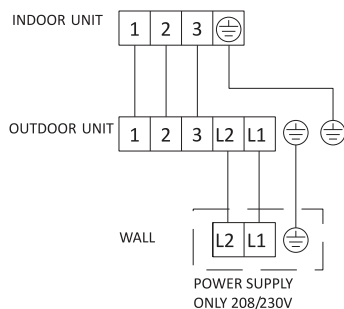 INDOOR UNIT 1 2 3
OUTDOOR UNIT 1 2 3 L2 L1
WALL L2 L1
POWER SUPPLY
ONLY 208/230V